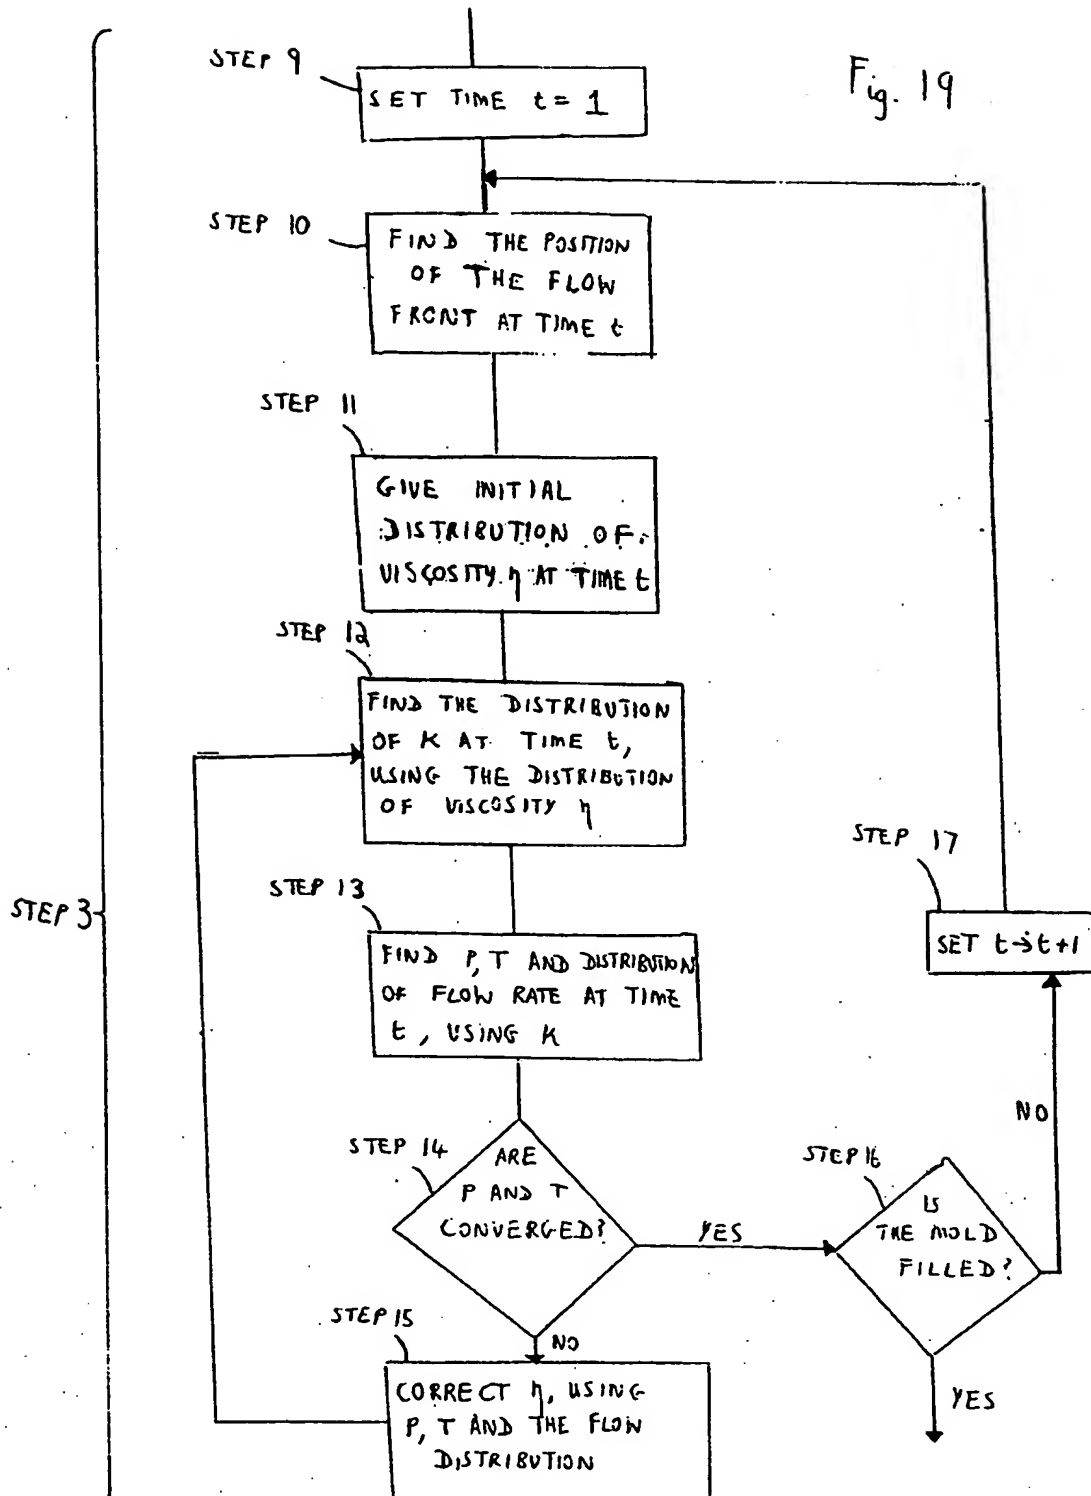 Fig. 19
STEP 9
SET TIME t = 1
STEP 10
FIND THE POSITION
OF THE FLOW
FRONT AT TIME t
STEP 11
GIVE INITIAL
DISTRIBUTION OF
VISCOSITY η AT TIME t
STEP 12
FIND THE DISTRIBUTION
OF K AT TIME t,
USING THE DISTRIBUTION
OF VISCOSITY η
STEP 3
STEP 13
FIND P, T AND DISTRIBUTION
OF FLOW RATE AT TIME
t, USING K
STEP 14
ARE
P AND T
CONVERGED?
YES
NO
STEP 15
CORRECT η, USING
P, T AND THE FLOW
DISTRIBUTION
STEP 16
IS
THE MOLD
FILLED?
NO
YES
STEP 17
SET t→t+1